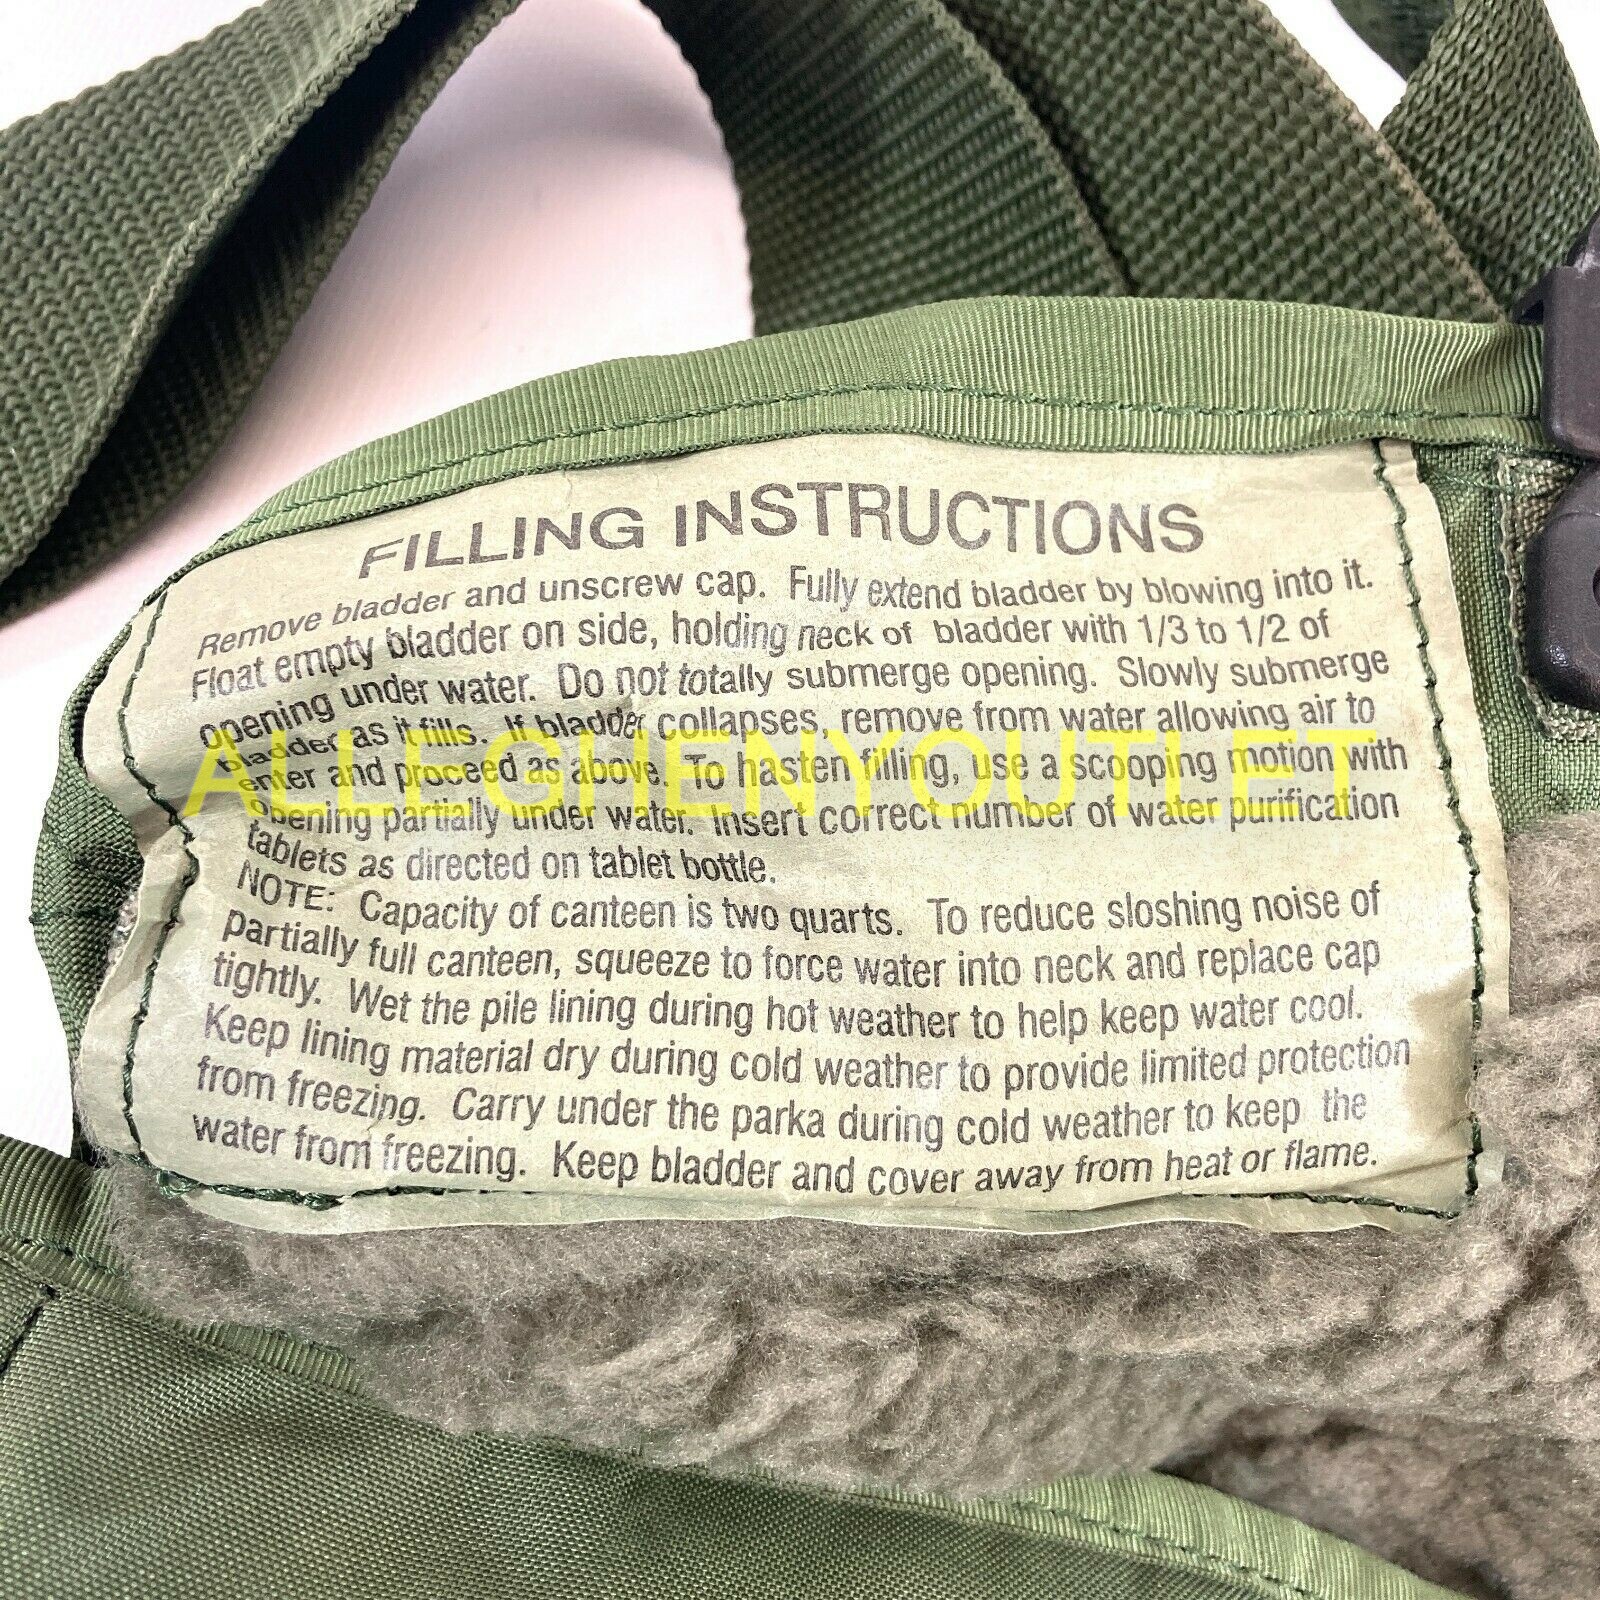 FILLING INSTRUCTIONS
Remove bladder and unscrew cap. Fully extend bladder by blowing into it.
Float empty bladder on side, holding neck of bladder with 1/3 to 1/2 of
opening under water. Do not totally submerge opening. Slowly submerge
bladder as it fills. If bladder collapses, remove from water allowing air to
enter and proceed as above. To hasten filling, use a scooping motion with
opening partially under water. Insert correct number of water purification
tablets as directed on tablet bottle.
NOTE: Capacity of canteen is two quarts. To reduce sloshing noise of
partially full canteen, squeeze to force water into neck and replace cap
tightly. Wet the pile lining during hot weather to help keep water cool.
Keep lining material dry during cold weather to provide limited protection
from freezing. Carry under the parka during cold weather to keep the
water from freezing. Keep bladder and cover away from heat or flame.
ALLEGHENYOUTLET